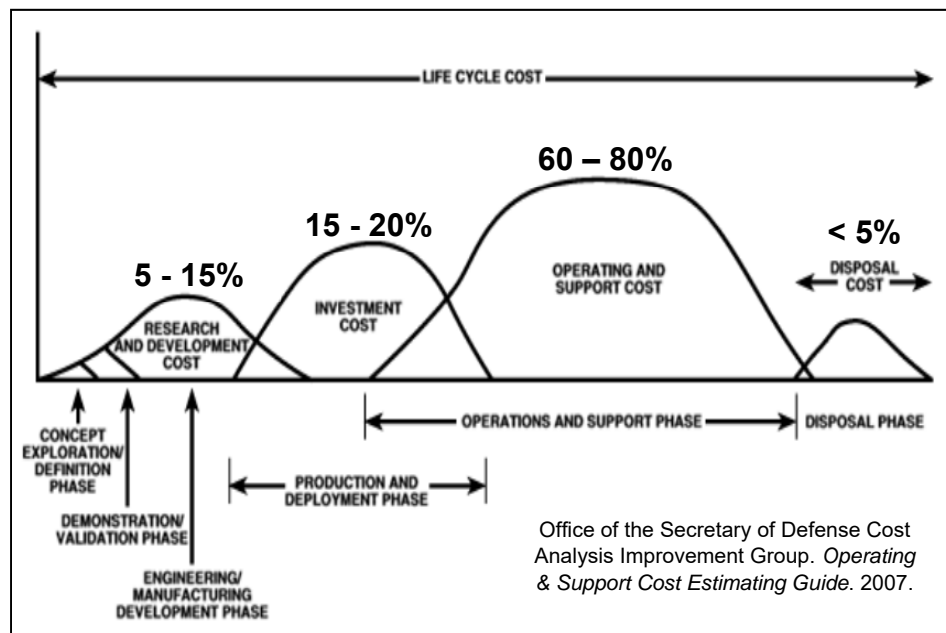 LIFE CYCLE COST
60 – 80%
15 - 20%
< 5%
5 - 15%
DISPOSAL
COST
OPERATING AND
SUPPORT COST
INVESTMENT
COST
RESEARCH
AND DEVELOPMENT
COST
CONCEPT
EXPLORATION/
DEFINITION
PHASE
OPERATIONS AND SUPPORT PHASE
DISPOSAL PHASE
PRODUCTION AND
DEPLOYMENT PHASE
DEMONSTRATION/
VALIDATION PHASE
ENGINEERING/
MANUFACTURING
DEVELOPMENT PHASE
Office of the Secretary of Defense Cost
Analysis Improvement Group. Operating
& Support Cost Estimating Guide. 2007.